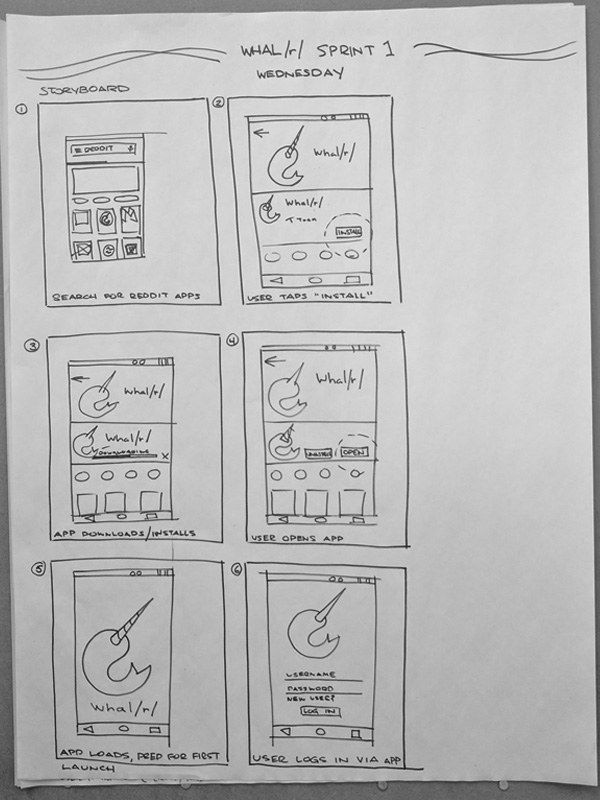 WHAL/r/ SPRINT 1
WEDNESDAY
STORYBOARD
①
≡ REDDIT
SEARCH FOR REDDIT APPS
②
Whal/r/
Whal/r/
INSTALL
USER TAPS "INSTALL"
③
Whal/r/
Whal/r/
DOWNLOADING
X
APP DOWNLOADS/INSTALLS
④
Whal/r/
OPEN
USER OPENS APP
⑤
Whal/r/
APP LOADS, PREP FOR FIRST
LAUNCH
⑥
USERNAME
PASSWORD
NEW USER?
LOG IN
USER LOGS IN VIA APP